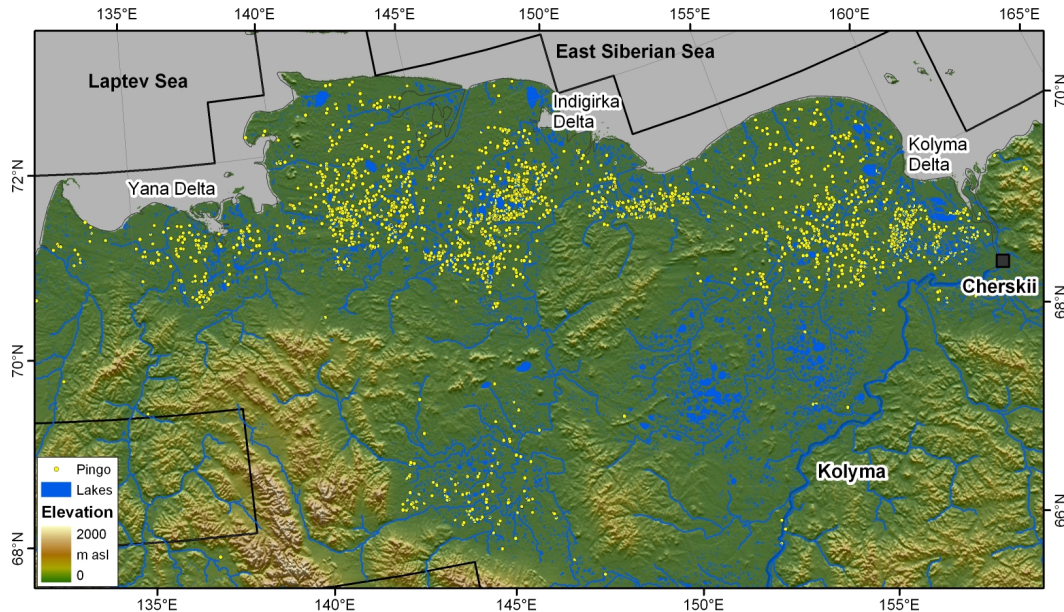 135°E
140°E
145°E
150°E
155°E
160°E
165°E
Laptev Sea
East Siberian Sea
70°N
Indigirka
Delta
Kolyma
Delta
72°N
Yana Delta
Cherskii
68°N
70°N
Kolyma
Pingo
Lakes
Elevation
2000
m asl
0
66°N
68°N
135°E
140°E
145°E
150°E
155°E